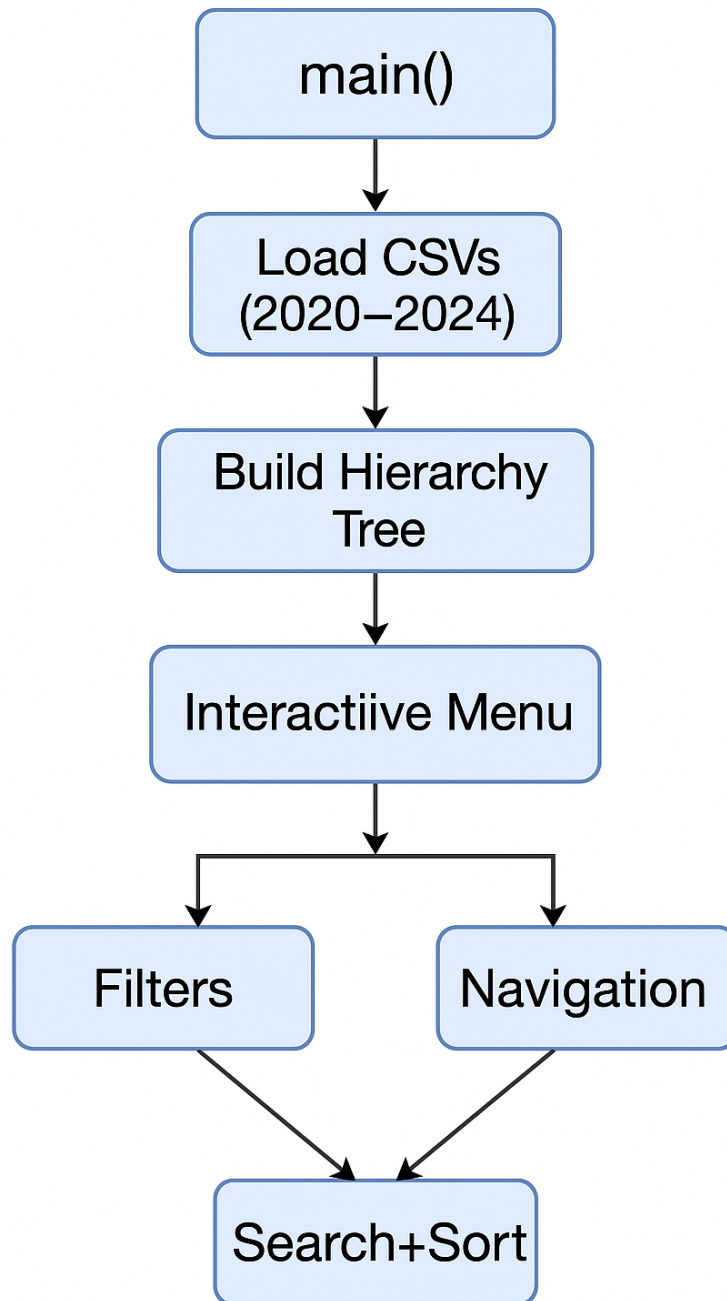 main()
Load CSVs
(2020–2024)
Build Hierarchy
Tree
Interactiive Menu
Filters
Navigation
Search+Sort